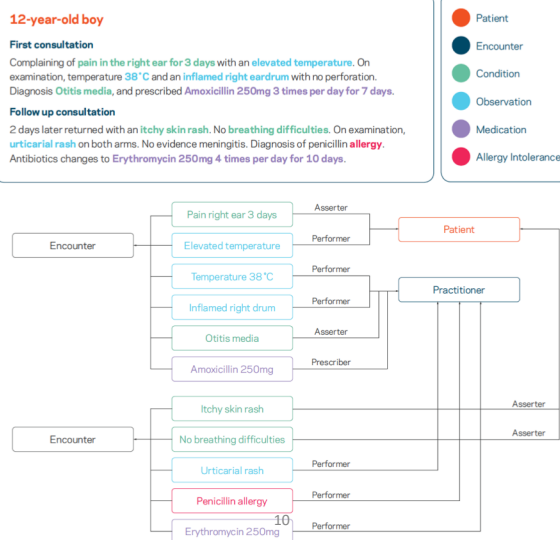 12-year-old boy
First consultation
Complaining of pain in the right ear for 3 days with an elevated temperature. On
examination, temperature 38˚C and an inflamed right eardrum with no perforation.
Diagnosis Otitis media, and prescribed Amoxicillin 250mg 3 times per day for 7 days.
Follow up consultation
2 days later returned with an itchy skin rash. No breathing difficulties. On examination,
urticarial rash on both arms. No evidence meningitis. Diagnosis of penicillin allergy.
Antibiotics changes to Erythromycin 250mg 4 times per day for 10 days.
Patient
Encounter
Condition
Observation
Medication
Allergy Intolerance
Encounter
Pain right ear 3 days
Elevated temperature
Temperature 38˚C
Inflamed right drum
Otitis media
Amoxicillin 250mg
Asserter
Performer
Performer
Performer
Asserter
Prescriber
Patient
Practitioner
Encounter
Itchy skin rash
No breathing difficulties
Urticarial rash
Penicillin allergy
Erythromycin 250mg
Asserter
Asserter
Performer
Performer
Performer
10